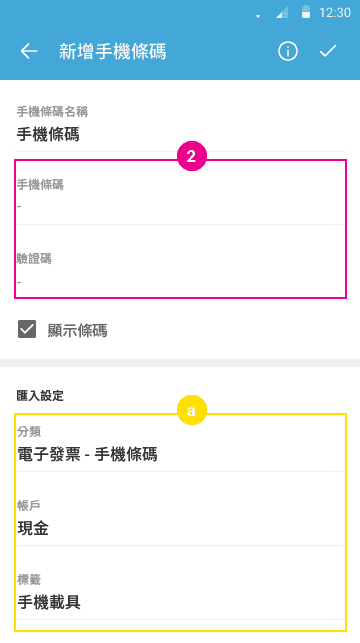 12:30
新增手機條碼
手機條碼名稱
手機條碼
2
手機條碼
-
驗證碼
-
顯示條碼
匯入設定
a
分類
電子發票 - 手機條碼
帳戶
現金
標籤
手機載具